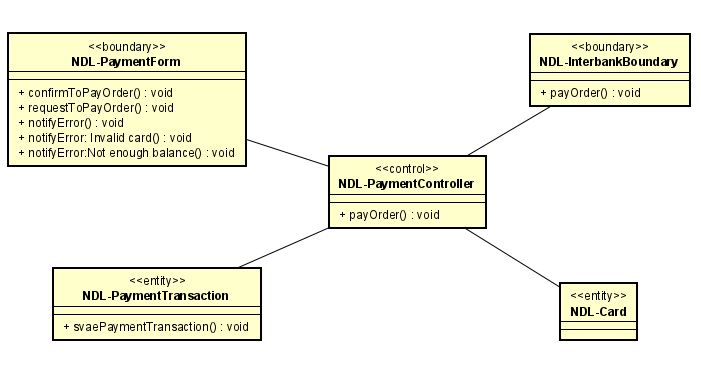 <<boundary>>
NDL-PaymentForm
+ confirmToPayOrder() : void
+ requestToPayOrder() : void
+ notifyError() : void
+ notifyError: Invalid card() : void
+ notifyError:Not enough balance() : void
<<boundary>>
NDL-InterbankBoundary
+ payOrder() : void
<<control>>
NDL-PaymentController
+ payOrder() : void
<<entity>>
NDL-PaymentTransaction
+ svaePaymentTransaction() : void
<<entity>>
NDL-Card